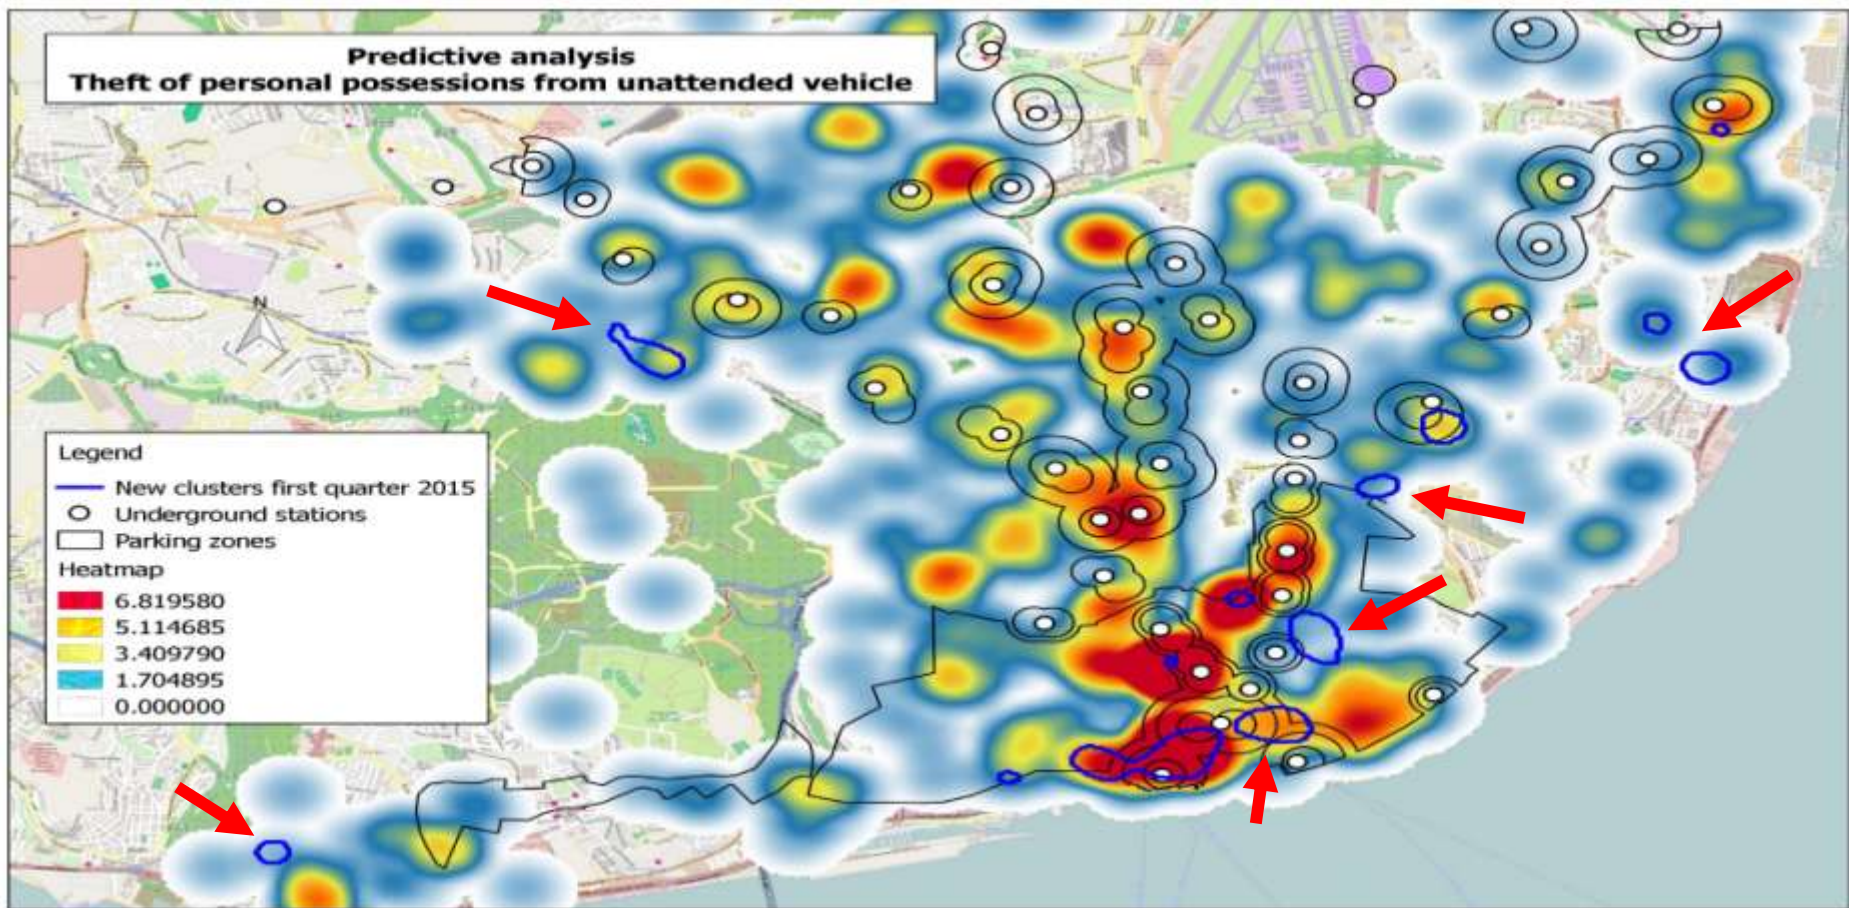 Predictive analysis
Theft of personal possessions from unattended vehicle
N
Legend
New clusters first quarter 2015
Underground stations
Parking zones
Heatmap
6.819580
5.114685
3.409790
1.704895
0.000000